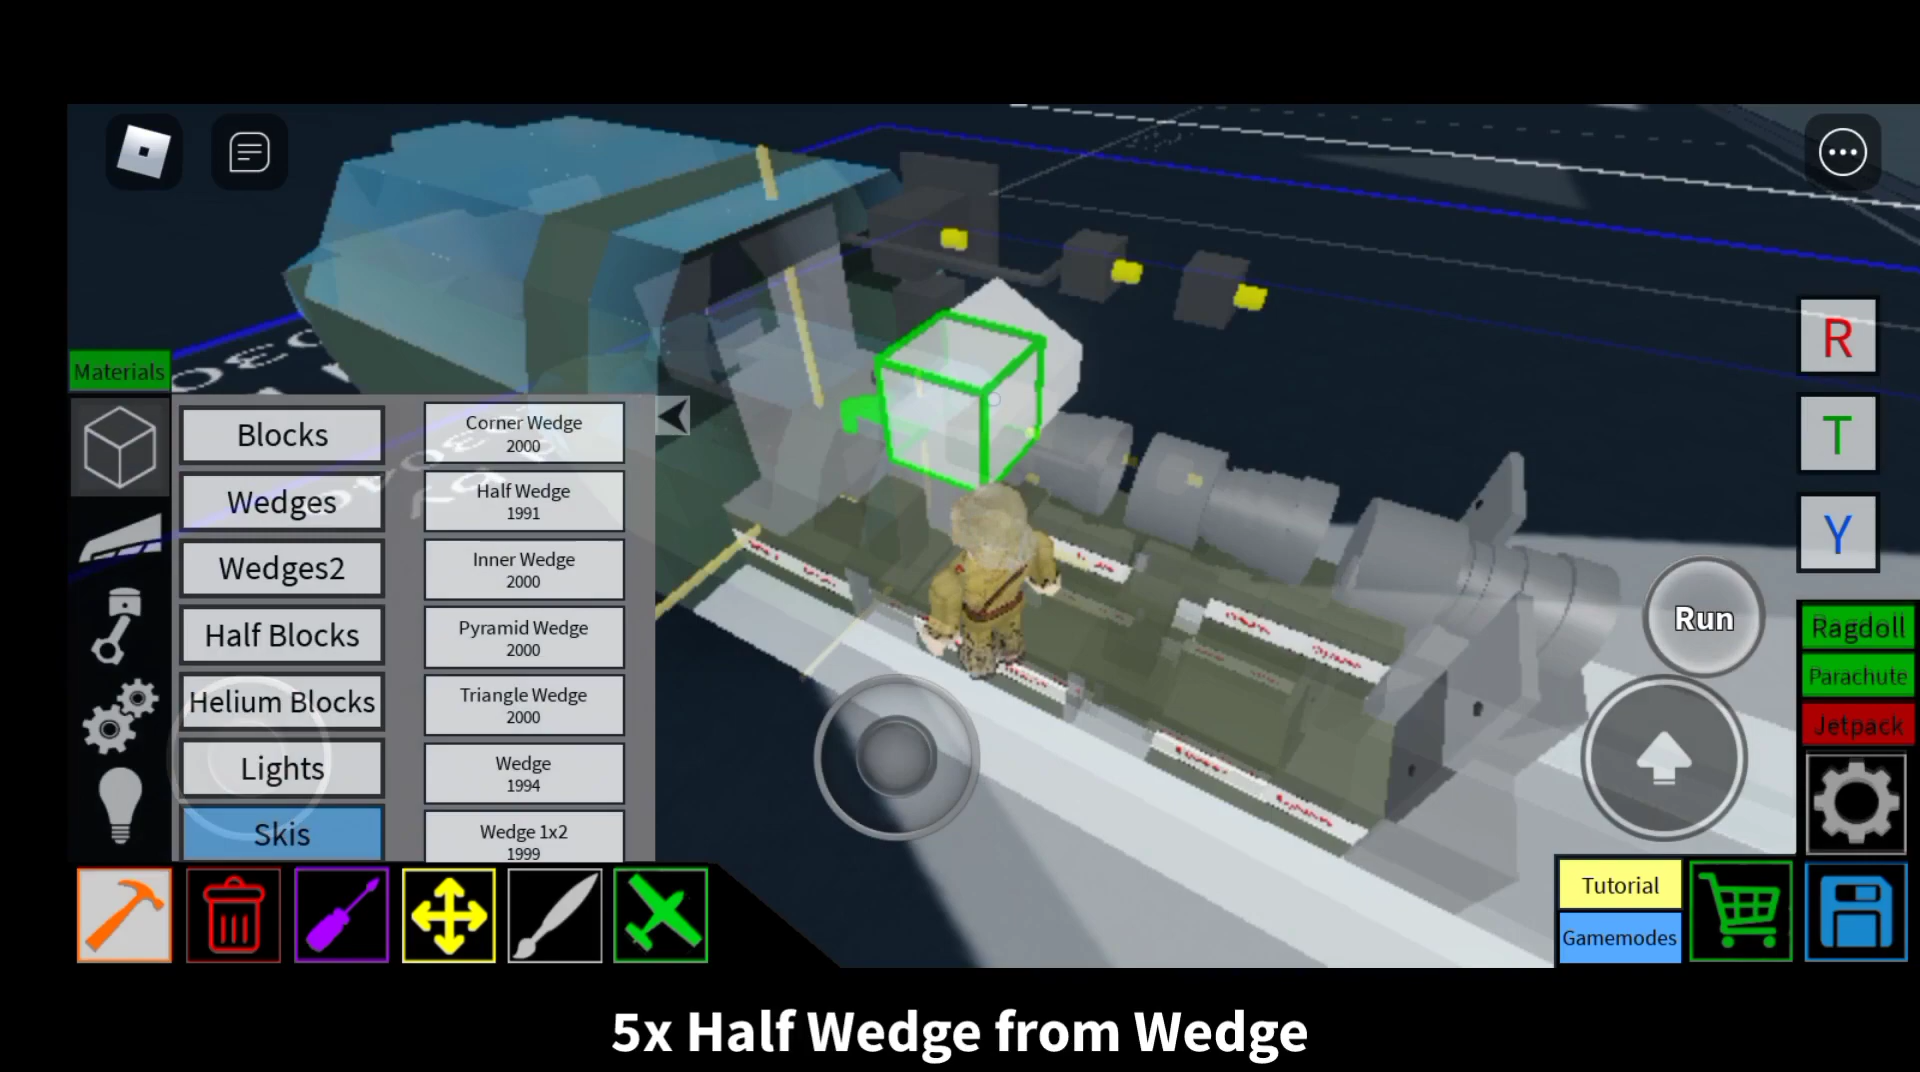 Materials
Blocks
Wedges
Wedges2
Half Blocks
Helium Blocks
Lights
Skis
Corner Wedge
2000
Half Wedge
1991
Inner Wedge
2000
Pyramid Wedge
2000
Triangle Wedge
2000
Wedge
1994
Wedge 1x2
1999
R
T
Y
Run
Ragdoll
Parachute
Jetpack
Tutorial
Gamemodes
5x Half Wedge from Wedge